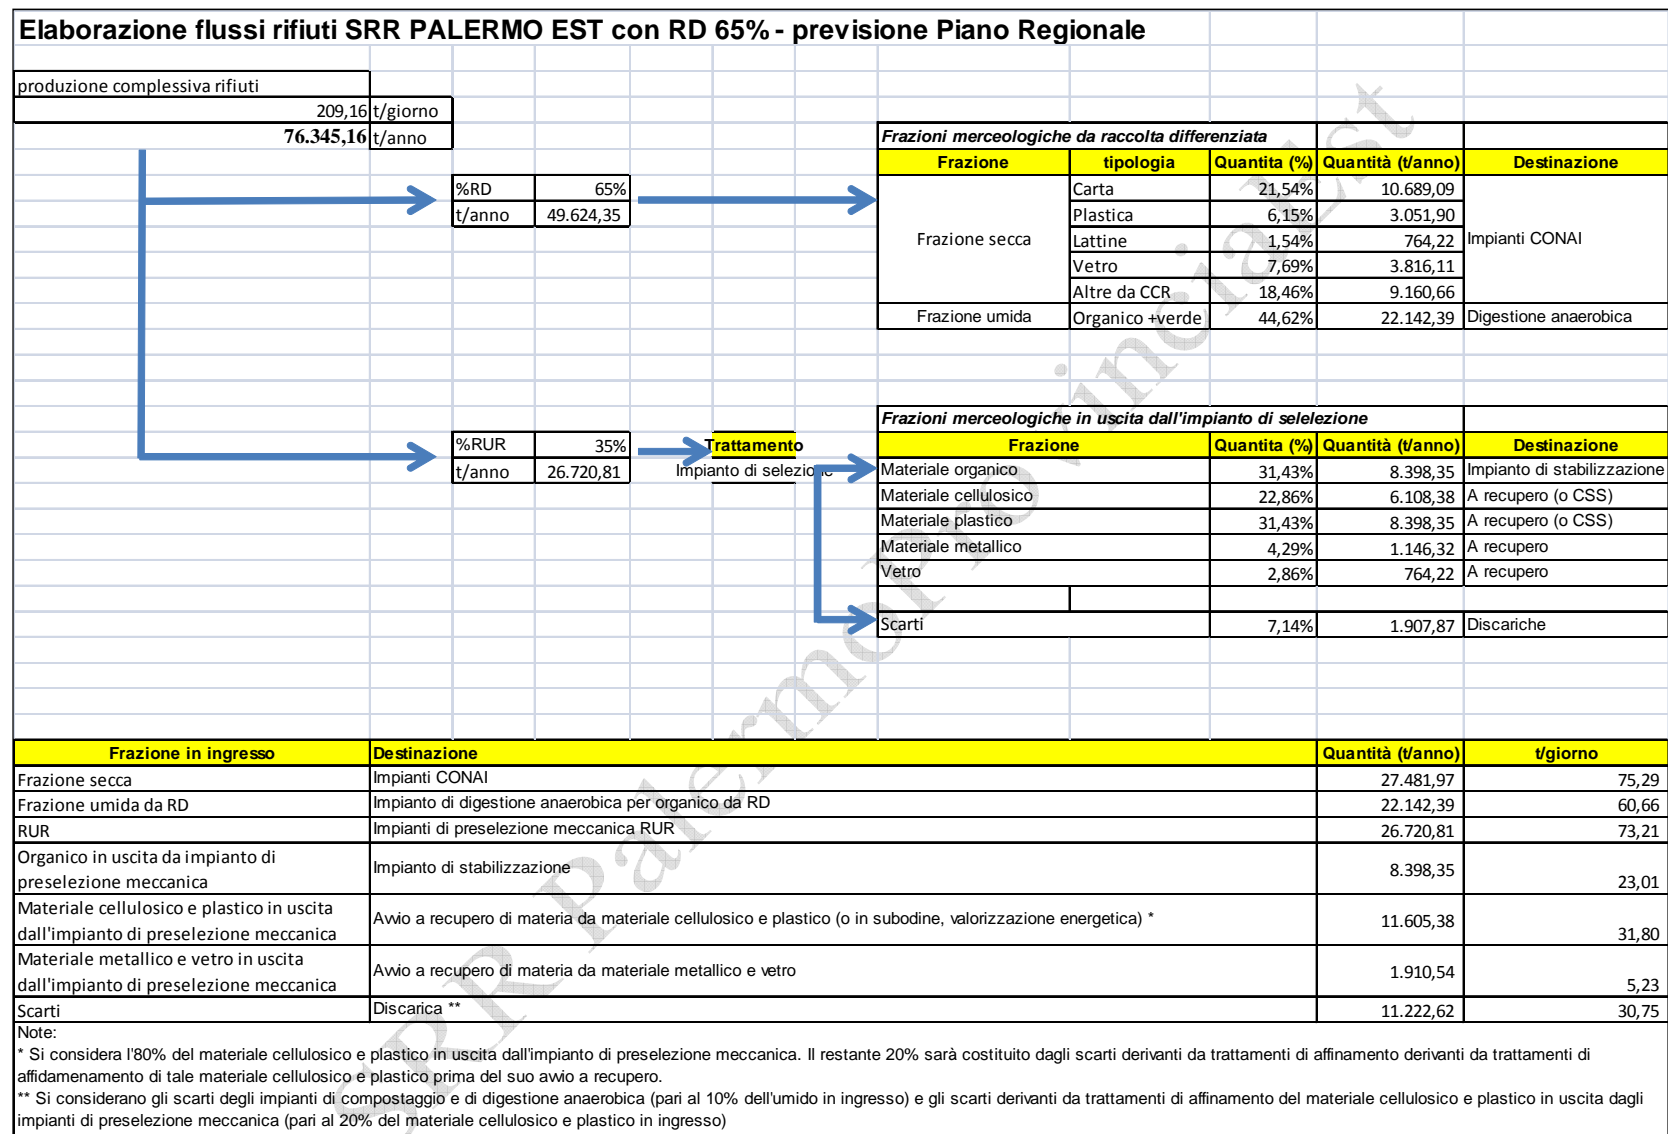 Elaborazione flussi rifiuti SRR PALERMO EST con RD 65% - previsione Piano Regionale
produzione complessiva rifiuti
209,16 t/giorno
76.345,16 t/anno
Frazioni merceologiche da raccolta differenziata
Frazione tipologia Quantita (%) Quantità (t/anno) Destinazione
%RD 65%
t/anno 49.624,35
Frazione secca
Carta 21,54% 10.689,09
Plastica 6,15% 3.051,90
Lattine 1,54% 764,22
Impianti CONAI
Vetro 7,69% 3.816,11
Altre da CCR 18,46% 9.160,66
Frazione umida Organico +verde 44,62% 22.142,39 Digestione anaerobica
Frazioni merceologiche in uscita dall'impianto di selelezione
%RUR 35%
t/anno 26.720,81
Trattamento
Impianto di selezione
Frazione Quantita (%) Quantità (t/anno) Destinazione
Materiale organico 31,43% 8.398,35 Impianto di stabilizzazione
Materiale cellulosico 22,86% 6.108,38 A recupero (o CSS)
Materiale plastico 31,43% 8.398,35 A recupero (o CSS)
Materiale metallico 4,29% 1.146,32 A recupero
Vetro 2,86% 764,22 A recupero
Scarti 7,14% 1.907,87 Discariche
Frazione in ingresso Destinazione Quantità (t/anno) t/giorno
Frazione secca Impianti CONAI 27.481,97 75,29
Frazione umida da RD Impianto di digestione anaerobica per organico da RD 22.142,39 60,66
RUR Impianti di preselezione meccanica RUR 26.720,81 73,21
Organico in uscita da impianto di
preselezione meccanica Impianto di stabilizzazione 8.398,35 23,01
Materiale cellulosico e plastico in uscita
dall'impianto di preselezione meccanica Avvio a recupero di materia da materiale cellulosico e plastico (o in subodine, valorizzazione energetica) * 11.605,38 31,80
Materiale metallico e vetro in uscita
dall'impianto di preselezione meccanica Avvio a recupero di materia da materiale metallico e vetro 1.910,54 5,23
Scarti Discarica ** 11.222,62 30,75
Note:
* Si considera l'80% del materiale cellulosico e plastico in uscita dall'impianto di preselezione meccanica. Il restante 20% sarà costituito dagli scarti derivanti da trattamenti di affinamento derivanti da trattamenti di
affidamenamento di tale materiale cellulosico e plastico prima del suo avvio a recupero.
** Si considerano gli scarti degli impianti di compostaggio e di digestione anaerobica (pari al 10% dell'umido in ingresso) e gli scarti derivanti da trattamenti di affinamento del materiale cellulosico e plastico in uscita dagli
impianti di preselezione meccanica (pari al 20% del materiale cellulosico e plastico in ingresso)
SRR PalermoProvinciaEst